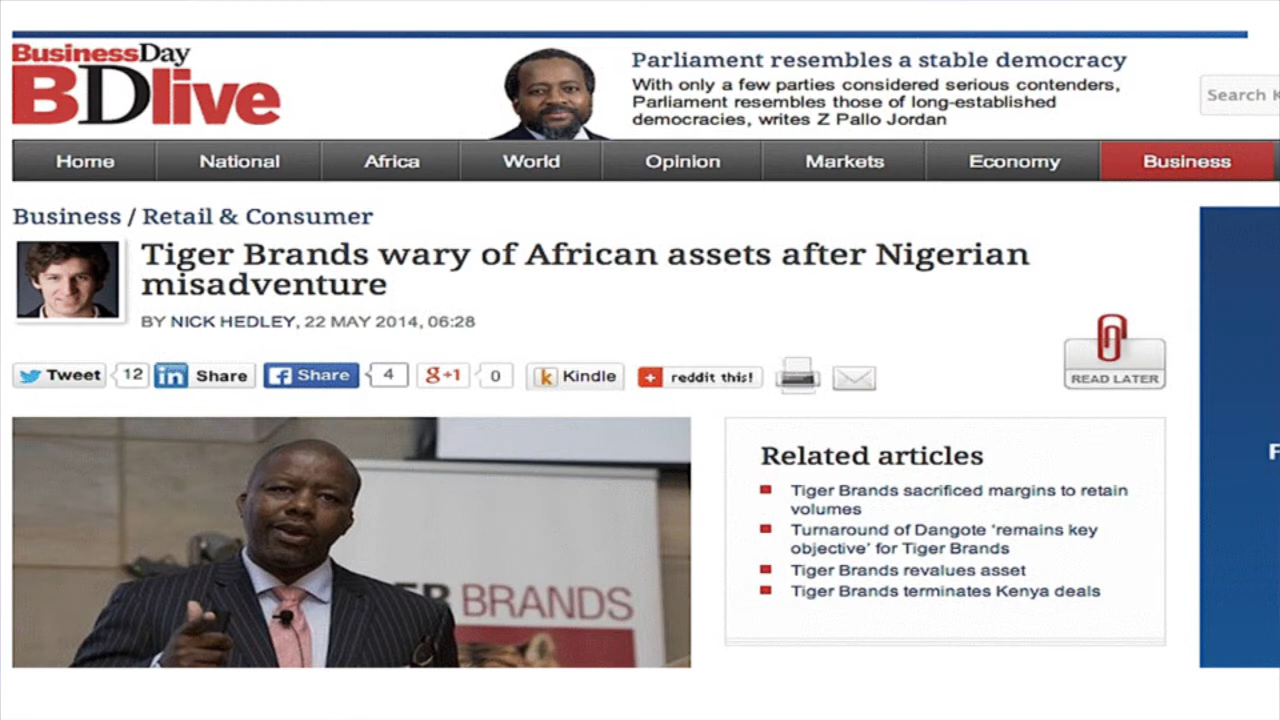 BusinessDay
BDlive
Parliament resembles a stable democracy
With only a few parties considered serious contenders,
Parliament resembles those of long-established
democracies, writes Z Pallo Jordan
Search
Home National Africa World Opinion Markets Economy Business
Business / Retail & Consumer
Tiger Brands wary of African assets after Nigerian
misadventure
BY NICK HEDLEY, 22 MAY 2014, 06:28
Tweet 12 in Share f Share 4 g+1 0 k Kindle + reddit this!
READ LATER
Related articles
Tiger Brands sacrificed margins to retain
volumes
Turnaround of Dangote ‘remains key
objective’ for Tiger Brands
Tiger Brands revalues asset
Tiger Brands terminates Kenya deals
BRANDS